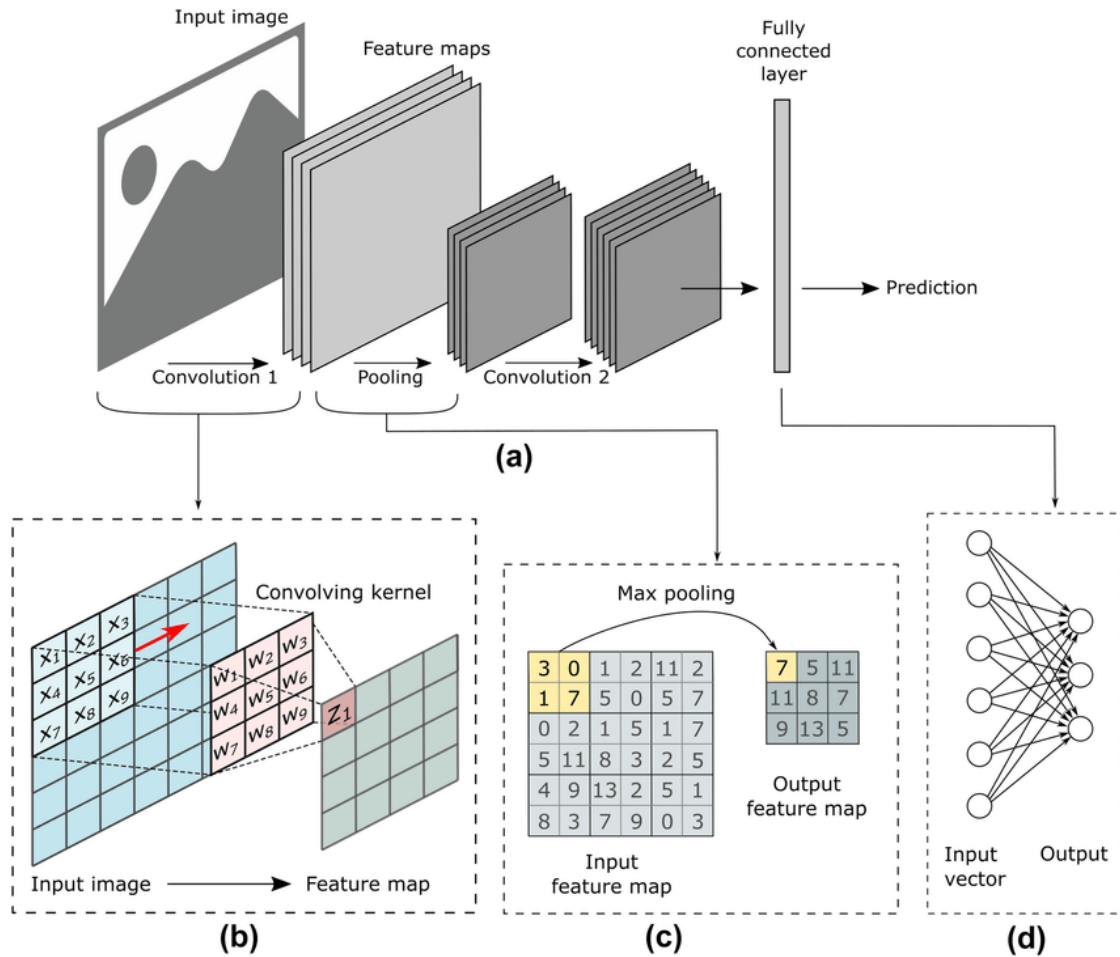 Input image
Feature maps
Fully
connected
layer
Convolution 1
Pooling
Convolution 2
Prediction
(a)
Convolving kernel
x1 x2 x3
x4 x5 x6
x7 x8 x9
w1 w2 w3
w4 w5 w6
w7 w8 w9
z1
Input image
Feature map
(b)
Max pooling
3 0 1 2 11 2
1 7 5 0 5 7
0 2 1 5 1 7
5 11 8 3 2 5
4 9 13 2 5 1
8 3 7 9 0 3
7 5 11
11 8 7
9 13 5
Input
feature map
Output
feature map
(c)
Input
vector
Output
(d)